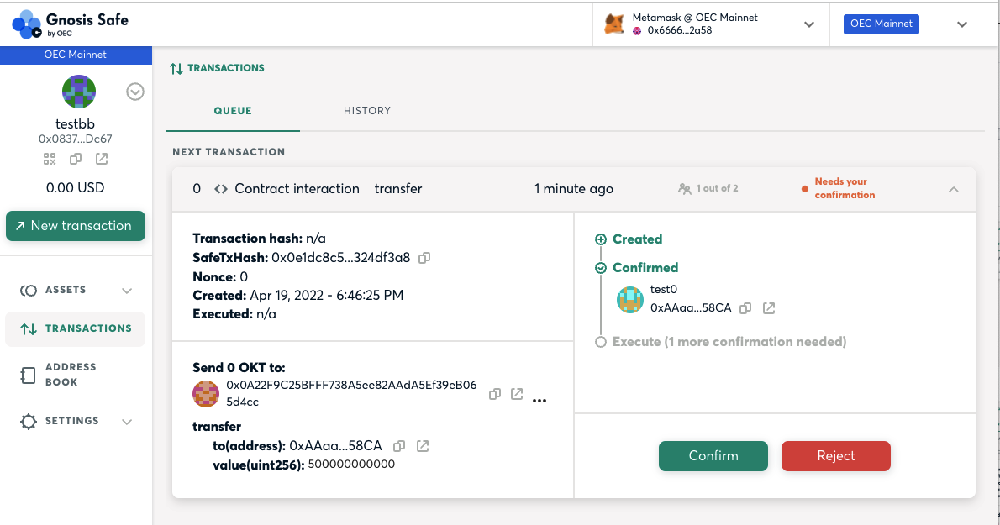 Gnosis Safe
by OEC
Metamask @ OEC Mainnet
0x6666...2a58
OEC Mainnet
OEC Mainnet
testbb
0x0837...Dc67
0.00 USD
New transaction
ASSETS
TRANSACTIONS
ADDRESS
BOOK
SETTINGS
TRANSACTIONS
QUEUE
HISTORY
NEXT TRANSACTION
0 <> Contract interaction transfer 1 minute ago 1 out of 2 Needs your
confirmation
Transaction hash: n/a
SafeTxHash: 0x0e1dc8c5...324df3a8
Nonce: 0
Created: Apr 19, 2022 - 6:46:25 PM
Executed: n/a
Send 0 OKT to:
0x0A22F9C25BFFF738A5ee82AAdA5Ef39eB06
5d4cc
transfer
to(address): 0xAAaa...58CA
value(uint256): 500000000000
Created
Confirmed
test0
0xAAaa...58CA
Execute (1 more confirmation needed)
Confirm
Reject